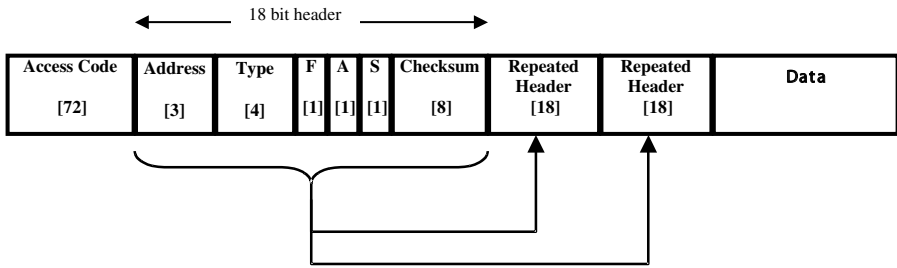 18 bit header
Access Code
[72]
Address
[3]
Type
[4]
F
[1]
A
[1]
S
[1]
Checksum
[8]
Repeated
Header
[18]
Repeated
Header
[18]
Data